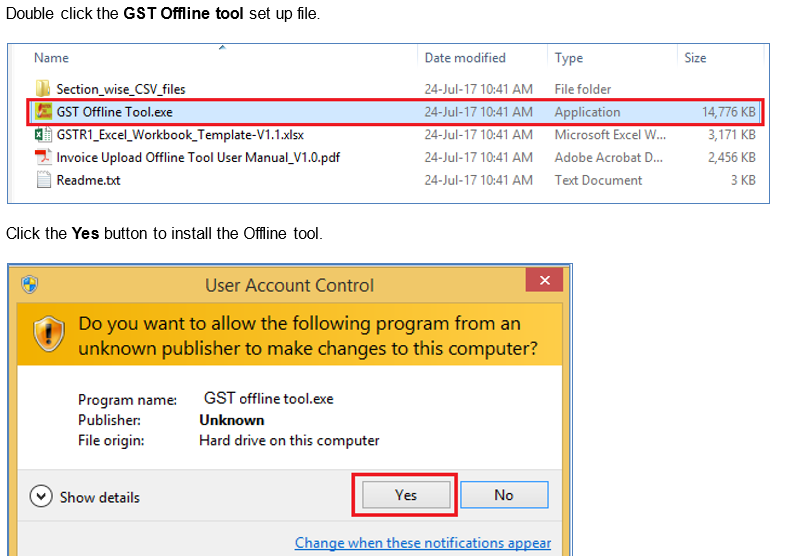 Double click the GST Offline tool set up file.
Name Date modified Type Size
Section_wise_CSV_files 24-Jul-17 10:41 AM File folder
GST Offline Tool.exe 24-Jul-17 10:41 AM Application 14,776 KB
GSTR1_Excel_Workbook_Template-V1.1.xlsx 24-Jul-17 10:41 AM Microsoft Excel W... 3,171 KB
Invoice Upload Offline Tool User Manual_V1.0.pdf 24-Jul-17 10:41 AM Adobe Acrobat D... 2,456 KB
Readme.txt 24-Jul-17 10:41 AM Text Document 3 KB
Click the Yes button to install the Offline tool.
User Account Control
Do you want to allow the following program from an
unknown publisher to make changes to this computer?
Program name: GST offline tool.exe
Publisher: Unknown
File origin: Hard drive on this computer
Show details Yes No
Change when these notifications appear